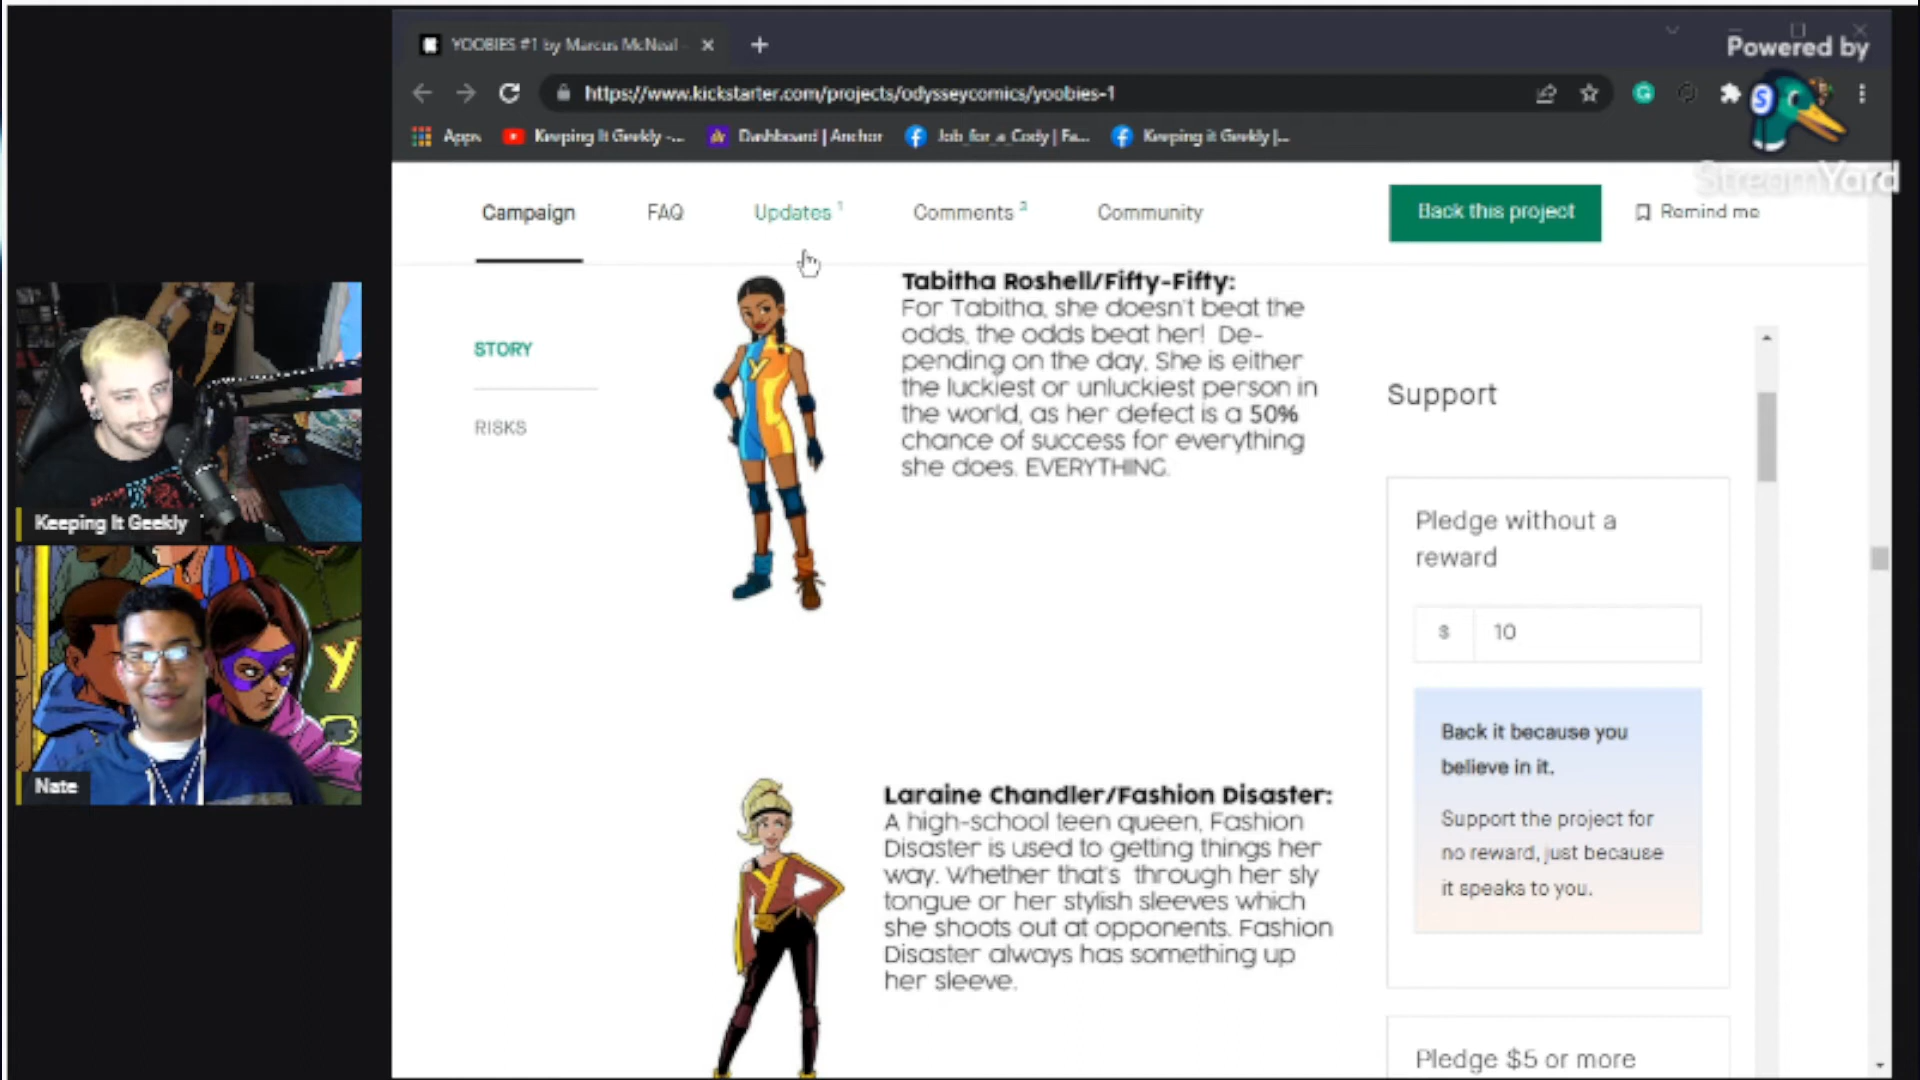 YOOBIES #1 by Marcus McNeal -
Powered by
https://www.kickstarter.com/projects/odysseycomics/yoobies-1
Apps
Keeping It Geekly -...
Dashboard | Anchor
Job_for_a_Cody | Fa...
Keeping it Geekly |...
StreamYard
Campaign
FAQ
Updates 1
Comments
Community
Back this project
Remind me
Tabitha Roshell/Fifty-Fifty:
For Tabitha, she doesn't beat the
odds, the odds beat her! De-
pending on the day, She is either
the luckiest or unluckiest person in
the world, as her defect is a 50%
chance of success for everything
she does. EVERYTHING.
STORY
RISKS
Support
Pledge without a
reward
$ 10
Back it because you
believe in it.
Support the project for
no reward, just because
it speaks to you.
Keeping It Geekly
Y
Nate
Laraine Chandler/Fashion Disaster:
A high-school teen queen, Fashion
Disaster is used to getting things her
way. Whether that's through her sly
tongue or her stylish sleeves which
she shoots out at opponents. Fashion
Disaster always has something up
her sleeve.
Pledge $5 or more